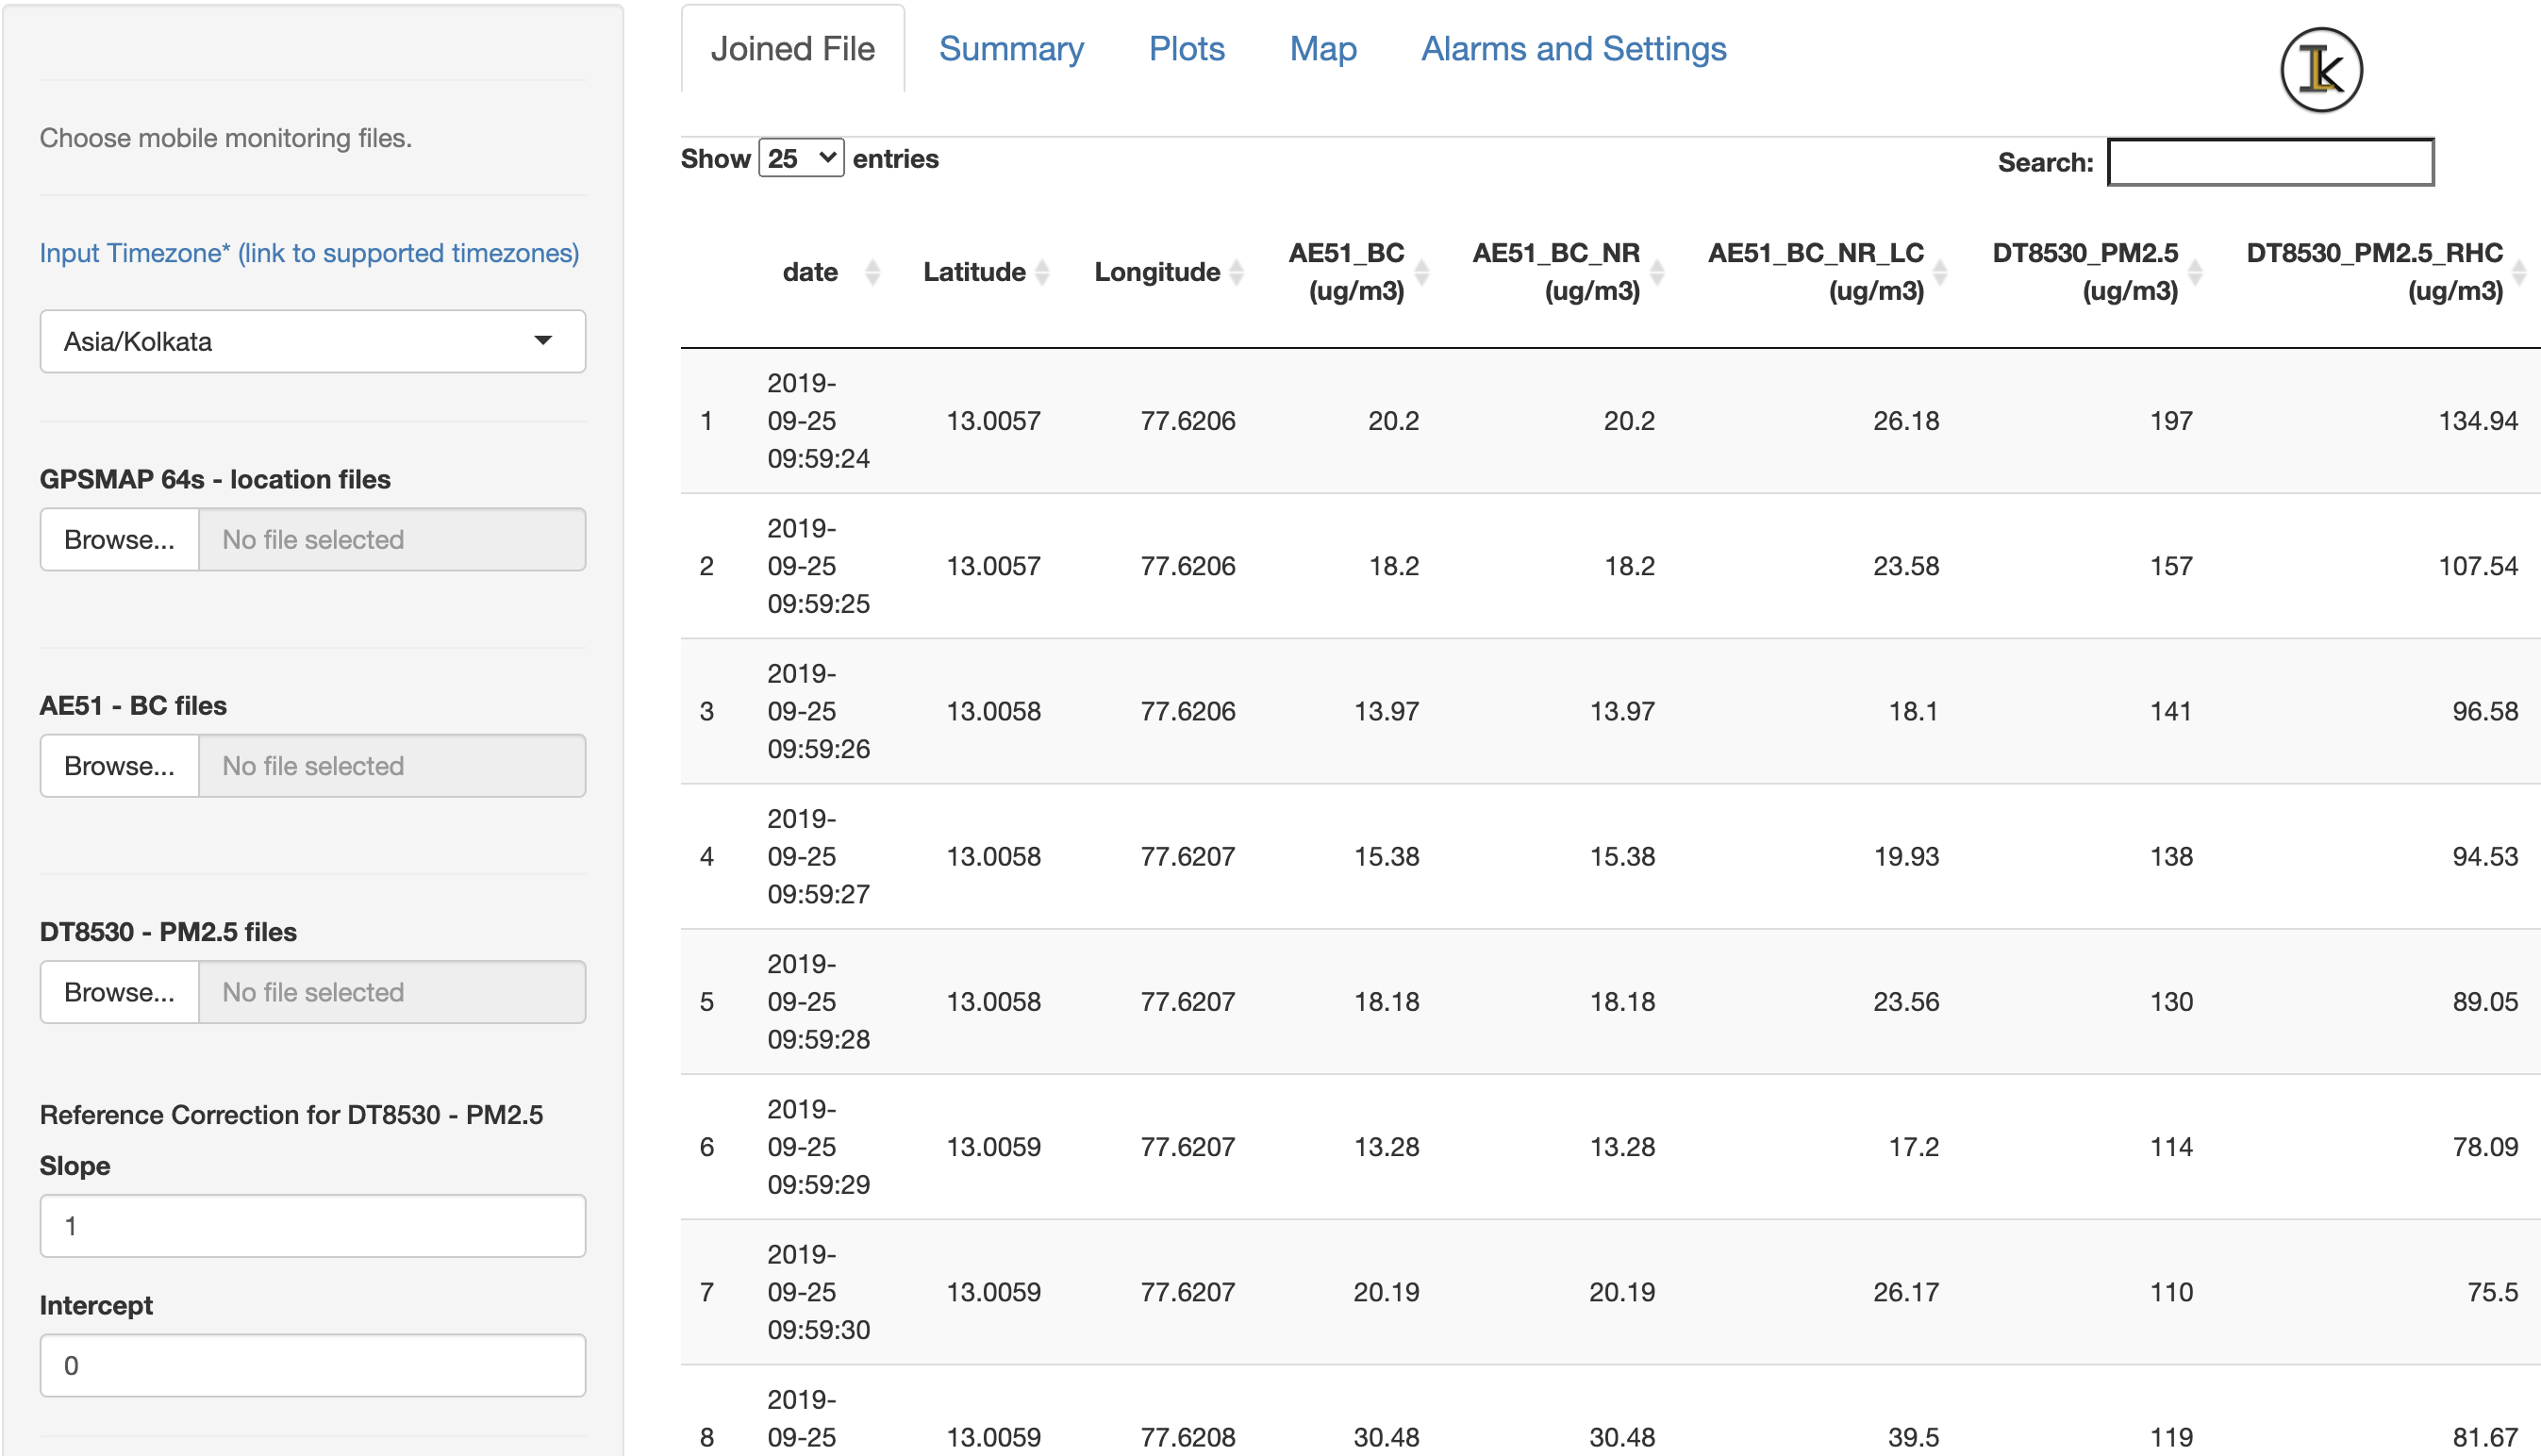 Choose mobile monitoring files.
Input Timezone* (link to supported timezones)
Asia/Kolkata
GPSMAP 64s - location files
Browse... No file selected
AE51 - BC files
Browse... No file selected
DT8530 - PM2.5 files
Browse... No file selected
Reference Correction for DT8530 - PM2.5
Slope
1
Intercept
0
Joined File Summary Plots Map Alarms and Settings
Show 25 entries Search:
date Latitude Longitude AE51_BC (ug/m3) AE51_BC_NR (ug/m3) AE51_BC_NR_LC (ug/m3) DT8530_PM2.5 (ug/m3) DT8530_PM2.5_RHC (ug/m3)
1 2019-09-25 09:59:24 13.0057 77.6206 20.2 20.2 26.18 197 134.94
2 2019-09-25 09:59:25 13.0057 77.6206 18.2 18.2 23.58 157 107.54
3 2019-09-25 09:59:26 13.0058 77.6206 13.97 13.97 18.1 141 96.58
4 2019-09-25 09:59:27 13.0058 77.6207 15.38 15.38 19.93 138 94.53
5 2019-09-25 09:59:28 13.0058 77.6207 18.18 18.18 23.56 130 89.05
6 2019-09-25 09:59:29 13.0059 77.6207 13.28 13.28 17.2 114 78.09
7 2019-09-25 09:59:30 13.0059 77.6207 20.19 20.19 26.17 110 75.5
8 2019-09-25 13.0059 77.6208 30.48 30.48 39.5 119 81.67